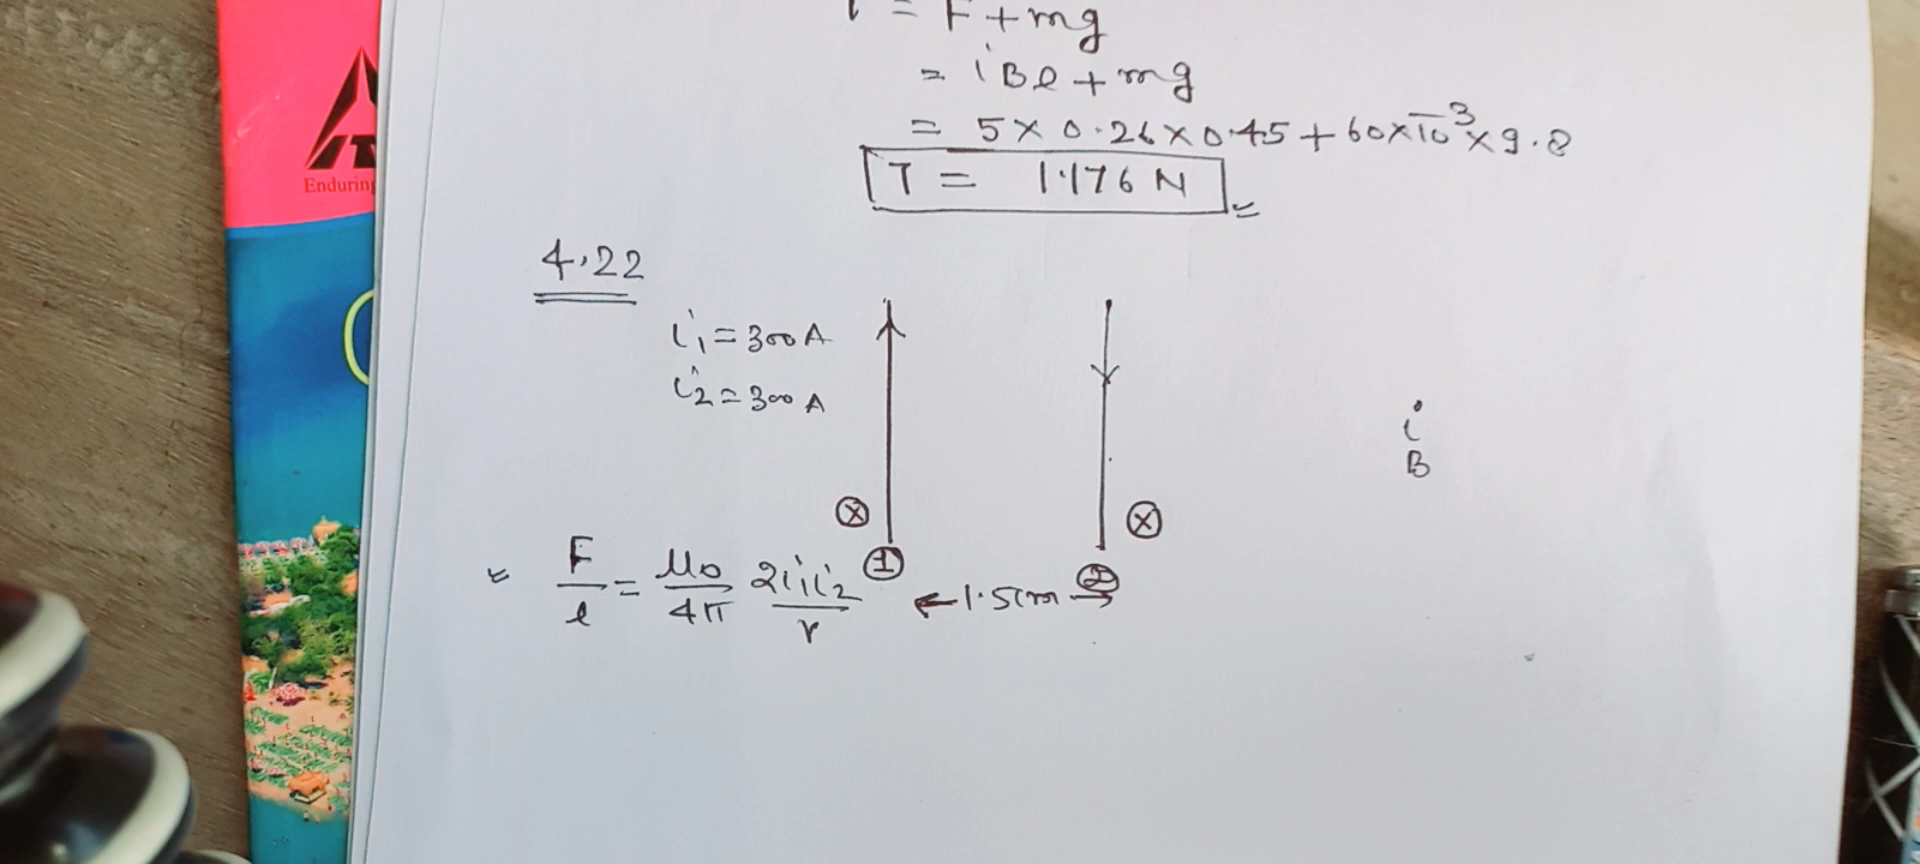 T = F + mg
= iBl + mg
= 5 × 0.26 × 0.45 + 60 × 10⁻³ × 9.8
T = 1.176 N
4.22
i₁ = 300 A
i₂ = 300 A
i
B
ⓧ ⓧ
① ②
F/l = μ₀/4π 2i₁i₂/r
←1.5cm→
Enduring